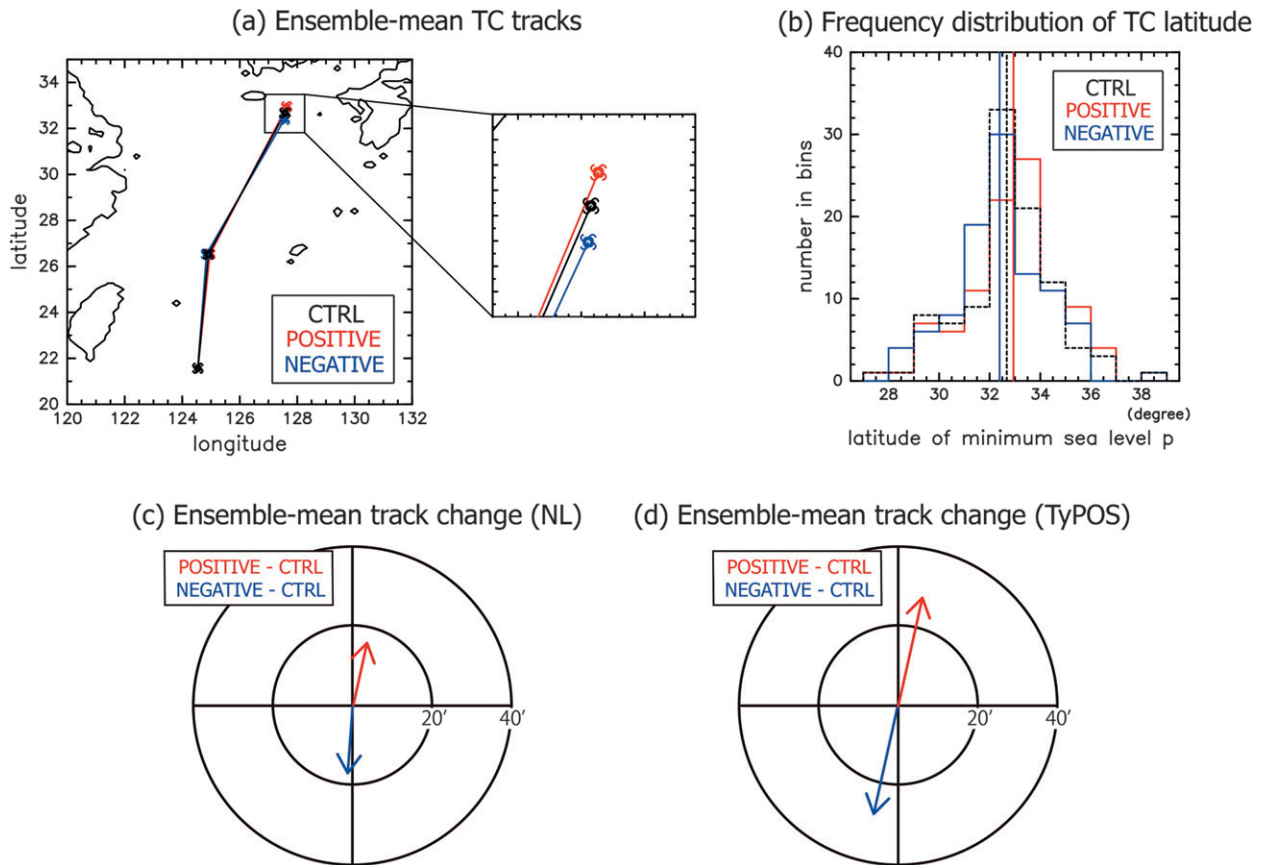 (a) Ensemble-mean TC tracks
35
34
32
30
28
26
24
22
20
120
122
124
126
128
130
132
latitude
longitude
CTRL
POSITIVE
NEGATIVE
(b) Frequency distribution of TC latitude
40
30
20
10
0
28
30
32
34
36
38
(degree)
number in bins
latitude of minimum sea level p
CTRL
POSITIVE
NEGATIVE
(c) Ensemble-mean track change (NL)
POSITIVE - CTRL
NEGATIVE - CTRL
20′
40′
(d) Ensemble-mean track change (TyPOS)
POSITIVE - CTRL
NEGATIVE - CTRL
20′
40′